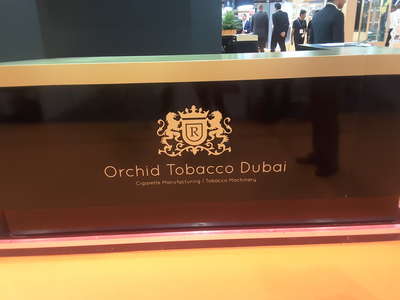 R
Orchid Tobacco Dubai
Cigarette Manufacturing | Tobacco Machinery